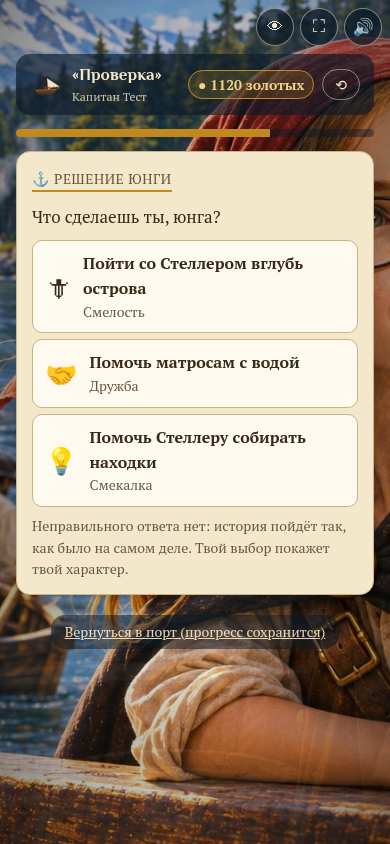 «Проверка»
Капитан Тест
● 1120 золотых
⚓ РЕШЕНИЕ ЮНГИ
Что сделаешь ты, юнга?
Пойти со Стеллером вглубь
острова
Смелость
Помочь матросам с водой
Дружба
Помочь Стеллеру собирать
находки
Смекалка
Неправильного ответа нет: история пойдёт так,
как было на самом деле. Твой выбор покажет
твой характер.
Вернуться в порт (прогресс сохранится)